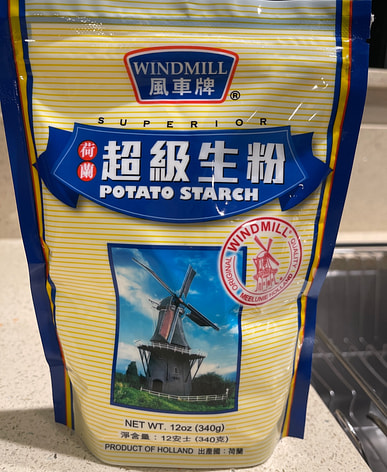 WINDMILL
風車牌
®
SUPERIOR
荷蘭
超級生粉
POTATO STARCH
WINDMILL®
ORIGINAL
QUALITY
MEELUNIE HOLLAND
NET WT. 12oz (340g)
淨含量：12安士 (340克)
PRODUCT OF HOLLAND 出產國：荷蘭